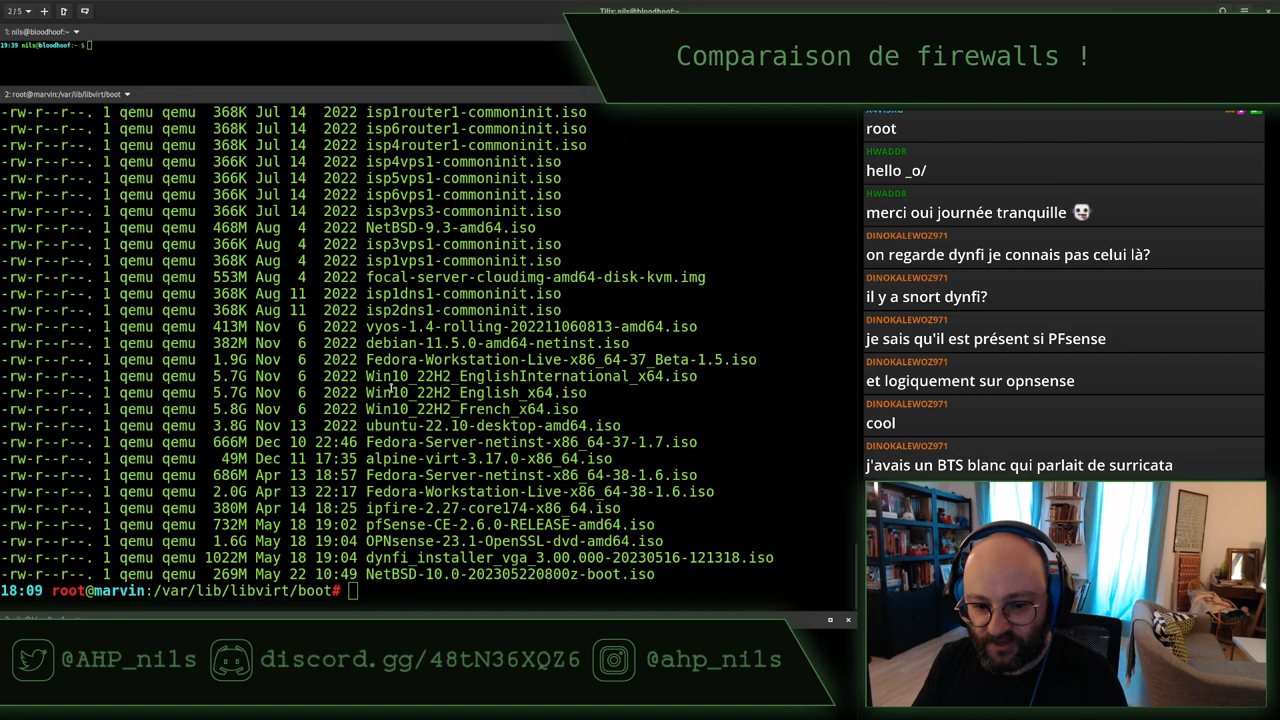 2 / 5
Tilix: nils@bloodhoof:~
1: nils@bloodhoof:~
19:39 nils@bloodhoof:~ $
Comparaison de firewalls !
2: root@marvin:/var/lib/libvirt/boot
-rw-r--r--. 1 qemu qemu  368K Jul 14  2022 isp1router1-commoninit.iso
-rw-r--r--. 1 qemu qemu  368K Jul 14  2022 isp6router1-commoninit.iso
-rw-r--r--. 1 qemu qemu  368K Jul 14  2022 isp4router1-commoninit.iso
-rw-r--r--. 1 qemu qemu  366K Jul 14  2022 isp4vps1-commoninit.iso
-rw-r--r--. 1 qemu qemu  366K Jul 14  2022 isp5vps1-commoninit.iso
-rw-r--r--. 1 qemu qemu  366K Jul 14  2022 isp6vps1-commoninit.iso
-rw-r--r--. 1 qemu qemu  366K Jul 14  2022 isp3vps3-commoninit.iso
-rw-r--r--. 1 qemu qemu  468M Aug  4  2022 NetBSD-9.3-amd64.iso
-rw-r--r--. 1 qemu qemu  366K Aug  4  2022 isp3vps1-commoninit.iso
-rw-r--r--. 1 qemu qemu  368K Aug  4  2022 isp1vps1-commoninit.iso
-rw-r--r--. 1 qemu qemu  553M Aug  4  2022 focal-server-cloudimg-amd64-disk-kvm.img
-rw-r--r--. 1 qemu qemu  368K Aug 11  2022 isp1dns1-commoninit.iso
-rw-r--r--. 1 qemu qemu  368K Aug 11  2022 isp2dns1-commoninit.iso
-rw-r--r--. 1 qemu qemu  413M Nov  6  2022 vyos-1.4-rolling-202211060813-amd64.iso
-rw-r--r--. 1 qemu qemu  382M Nov  6  2022 debian-11.5.0-amd64-netinst.iso
-rw-r--r--. 1 qemu qemu  1.9G Nov  6  2022 Fedora-Workstation-Live-x86_64-37_Beta-1.5.iso
-rw-r--r--. 1 qemu qemu  5.7G Nov  6  2022 Win10_22H2_EnglishInternational_x64.iso
-rw-r--r--. 1 qemu qemu  5.7G Nov  6  2022 Win10_22H2_English_x64.iso
-rw-r--r--. 1 qemu qemu  5.8G Nov  6  2022 Win10_22H2_French_x64.iso
-rw-r--r--. 1 qemu qemu  3.8G Nov 13  2022 ubuntu-22.10-desktop-amd64.iso
-rw-r--r--. 1 qemu qemu  666M Dec 10 22:46 Fedora-Server-netinst-x86_64-37-1.7.iso
-rw-r--r--. 1 qemu qemu   49M Dec 11 17:35 alpine-virt-3.17.0-x86_64.iso
-rw-r--r--. 1 qemu qemu  686M Apr 13 18:57 Fedora-Server-netinst-x86_64-38-1.6.iso
-rw-r--r--. 1 qemu qemu  2.0G Apr 13 22:17 Fedora-Workstation-Live-x86_64-38-1.6.iso
-rw-r--r--. 1 qemu qemu  380M Apr 14 18:25 ipfire-2.27-core174-x86_64.iso
-rw-r--r--. 1 qemu qemu  732M May 18 19:02 pfSense-CE-2.6.0-RELEASE-amd64.iso
-rw-r--r--. 1 qemu qemu  1.6G May 18 19:04 OPNsense-23.1-OpenSSL-dvd-amd64.iso
-rw-r--r--. 1 qemu qemu 1022M May 18 19:04 dynfi_installer_vga_3.00.000-20230516-121318.iso
-rw-r--r--. 1 qemu qemu  269M May 22 10:49 NetBSD-10.0-202305220800z-boot.iso
18:09 root@marvin:/var/lib/libvirt/boot#
root
HWADDR
hello _o/
HWADDR
merci oui journée tranquille
DINOKALEWOZ971
on regarde dynfi je connais pas celui là?
DINOKALEWOZ971
il y a snort dynfi?
DINOKALEWOZ971
je sais qu'il est présent si PFsense
DINOKALEWOZ971
et logiquement sur opnsense
DINOKALEWOZ971
cool
DINOKALEWOZ971
j'avais un BTS blanc qui parlait de surricata
@AHP_nils discord.gg/48tN36XQZ6 @ahp_nils